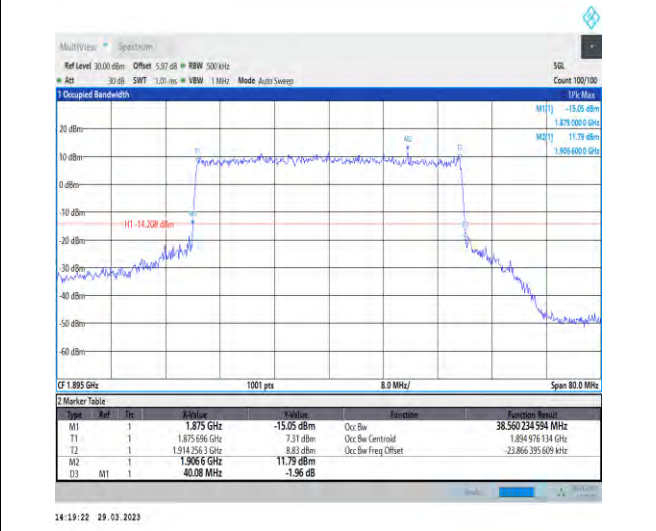 MultiView Spectrum
Ref Level 30.00 dBm Offset 5.97 dB RBW 500 kHz SGL
Att 30 dB SWT 1.01 ms VBW 1 MHz Mode Auto Sweep Count 100/100
1 Occupied Bandwidth 1Pk Max
M1[1] -15.05 dBm
1.875 000 0 GHz
M2[1] 11.79 dBm
1.906 600 0 GHz
20 dBm
M2
T1
10 dBm
0 dBm
-10 dBm
M1
H1 -14.208 dBm
-20 dBm
-30 dBm
-40 dBm
-50 dBm
-60 dBm
CF 1.895 GHz 1001 pts 8.0 MHz/ Span 80.0 MHz
2 Marker Table
Type Ref Trc X-Value Y-Value Function Function Result
M1 1 1.875 GHz -15.05 dBm Occ Bw 38.560 234 594 MHz
T1 1 1.875 696 GHz 7.31 dBm Occ Bw Centroid 1.894 976 134 GHz
T2 1 1.914 256 3 GHz 8.83 dBm Occ Bw Freq Offset -23.866 395 609 kHz
M2 1 1.906 6 GHz 11.79 dBm
D3 M1 1 40.08 MHz -1.96 dB
14:19:22 29.03.2023